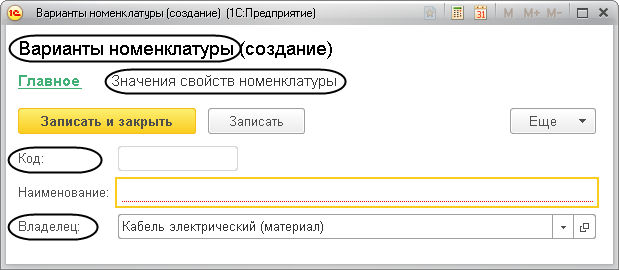 Варианты номенклатуры (создание) (1С:Предприятие)
M M+ M-
Варианты номенклатуры (создание)
Главное Значения свойств номенклатуры
Записать и закрыть Записать Еще
Код:
Наименование:
Владелец: Кабель электрический (материал)